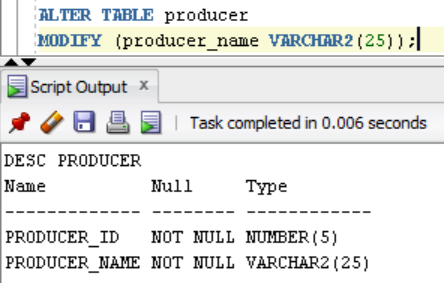 ALTER TABLE producer
MODIFY (producer_name VARCHAR2(25));
Script Output x
Task completed in 0.006 seconds
DESC PRODUCER
Name Null Type
------------- -------- ------------
PRODUCER_ID NOT NULL NUMBER(5)
PRODUCER_NAME NOT NULL VARCHAR2(25)